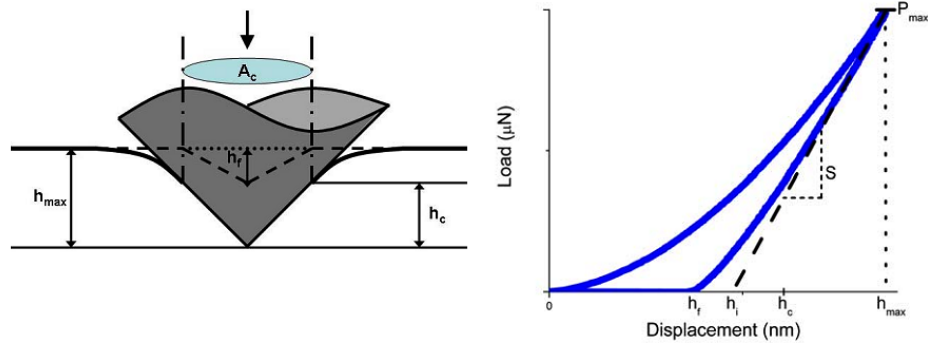 A_c
h_f
h_max
h_c
P_max
Load (μN)
S
0
h_f
h_i
h_c
h_max
Displacement (nm)